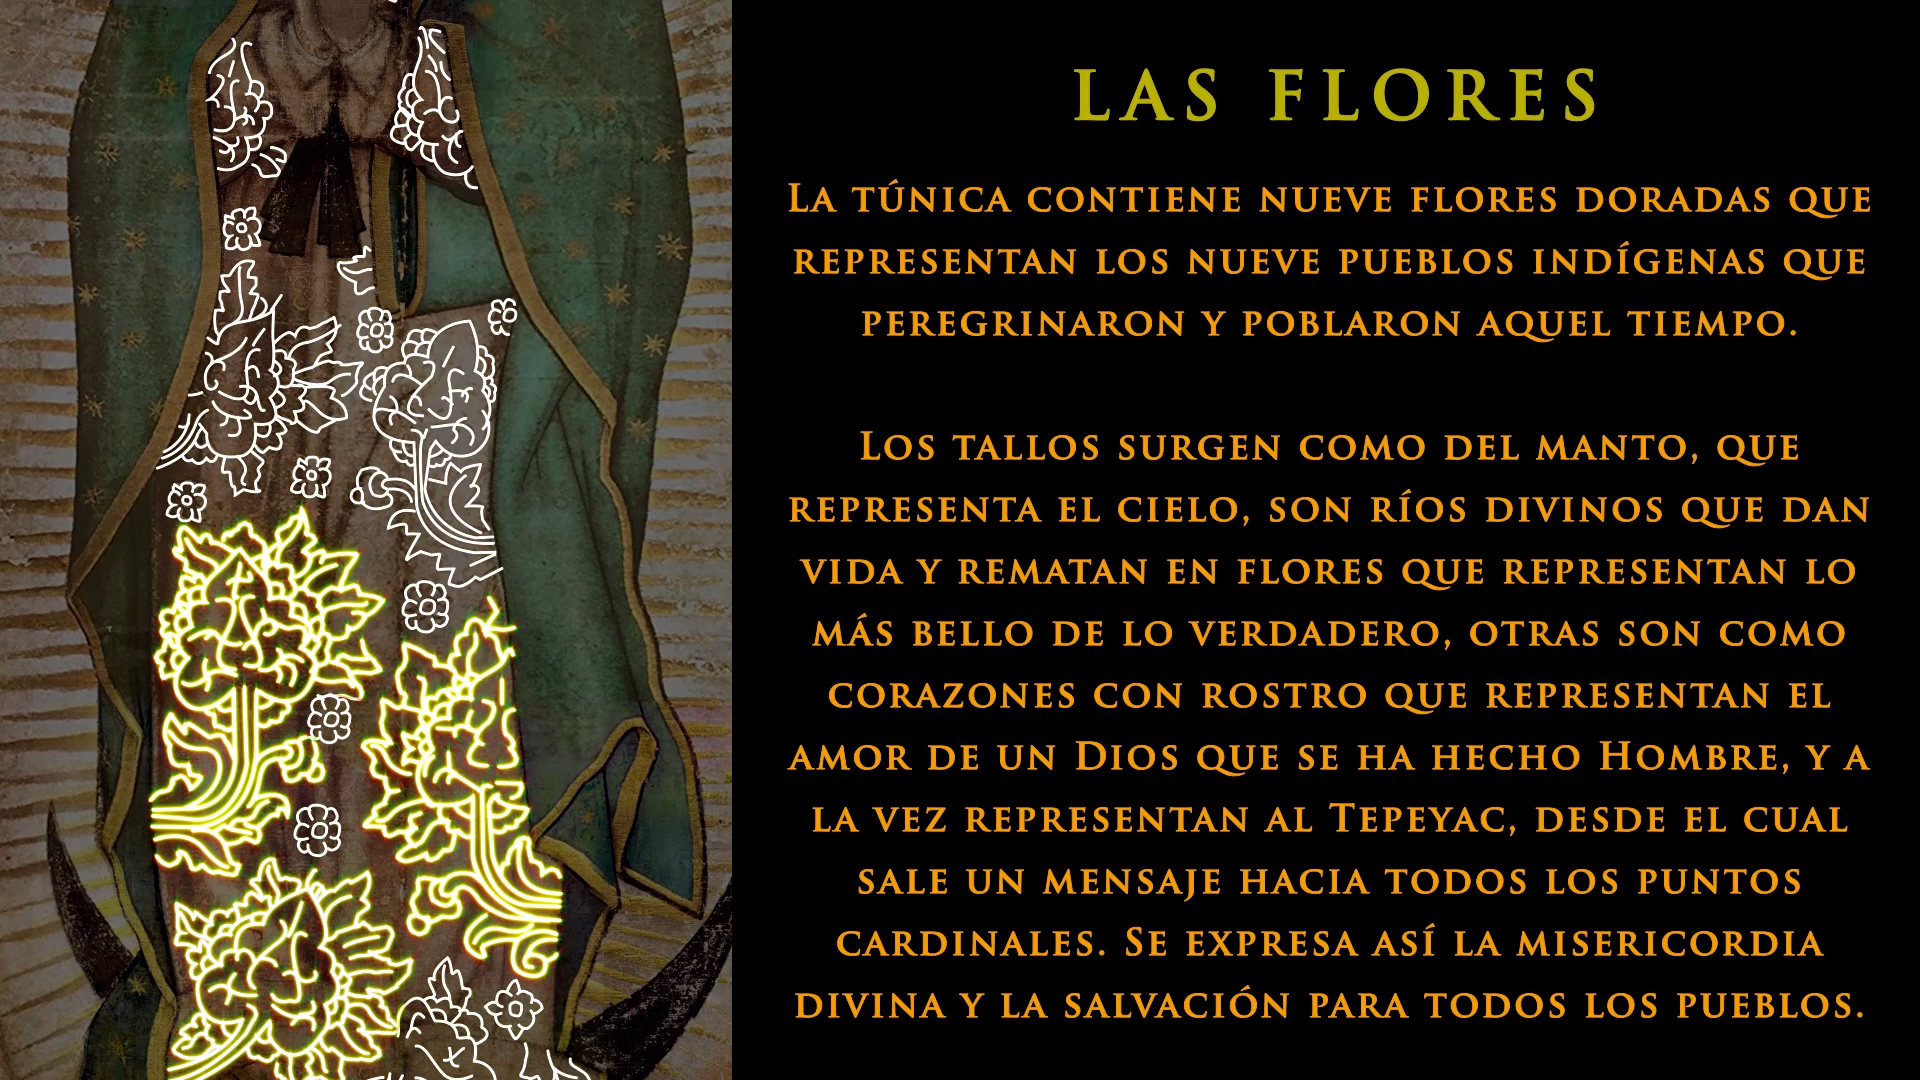 LAS FLORES
La túnica contiene nueve flores doradas que
representan los nueve pueblos indígenas que
peregrinaron y poblaron aquel tiempo.
Los tallos surgen como del manto, que
representa el cielo, son ríos divinos que dan
vida y rematan en flores que representan lo
más bello de lo verdadero, otras son como
corazones con rostro que representan el
amor de un Dios que se ha hecho Hombre, y a
la vez representan al Tepeyac, desde el cual
sale un mensaje hacia todos los puntos
cardinales. Se expresa así la misericordia
divina y la salvación para todos los pueblos.